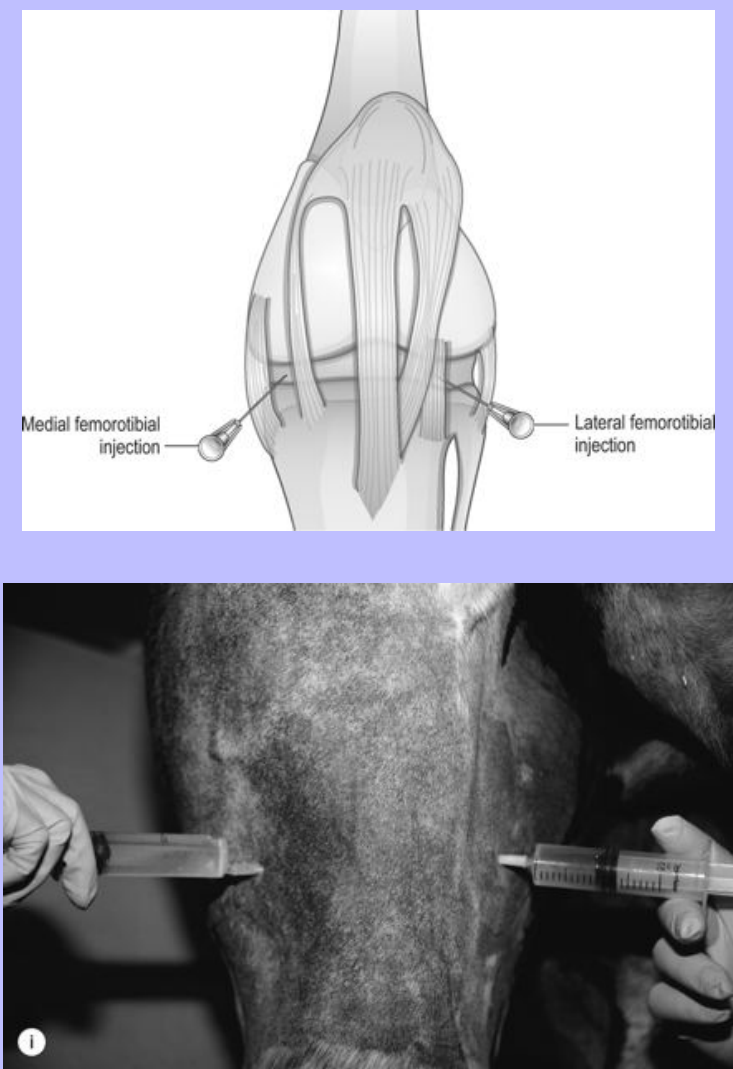 Medial femorotibial
injection
Lateral femorotibial
injection
i